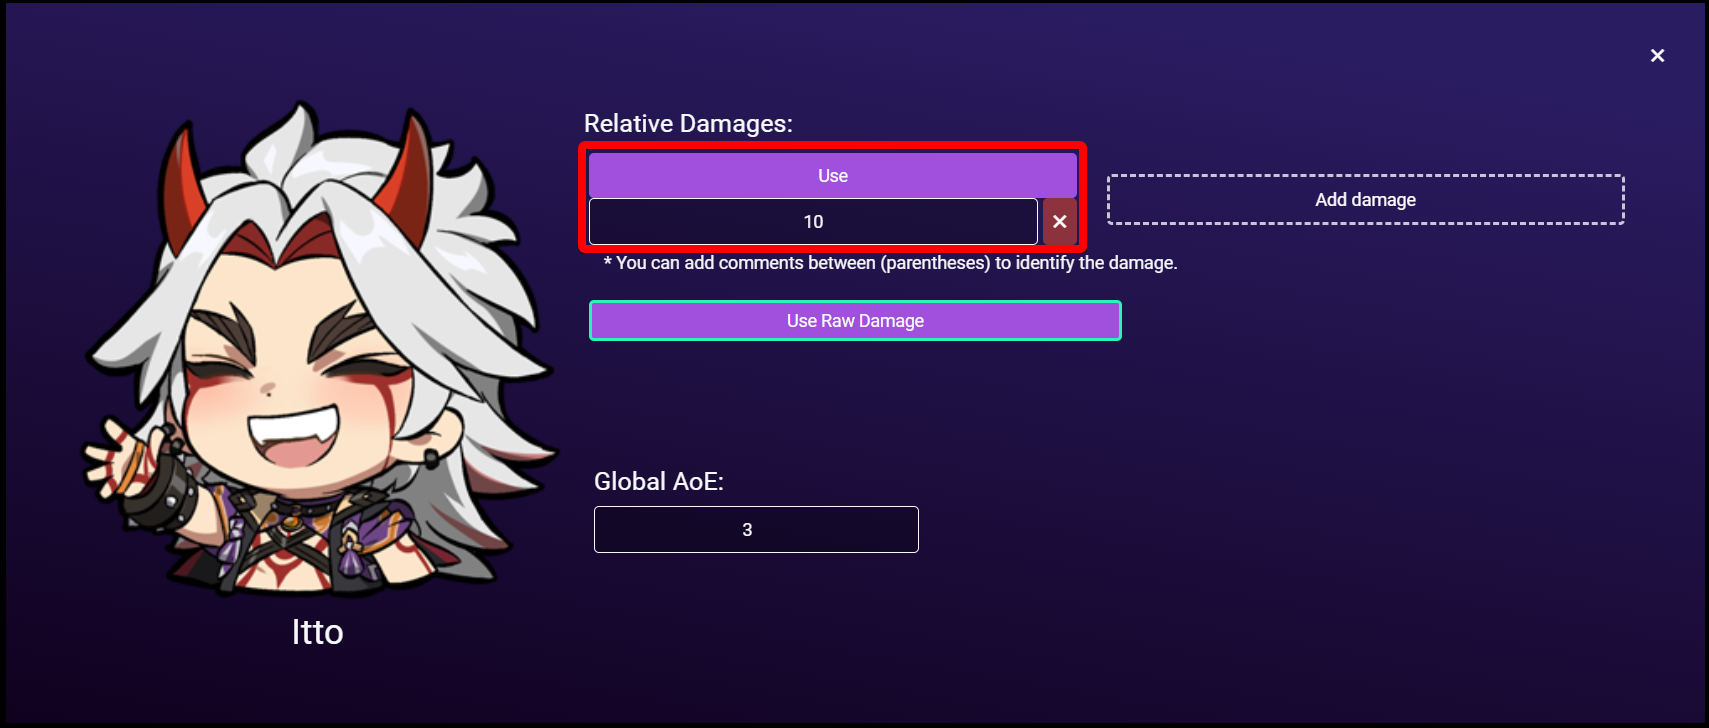 ×
Relative Damages:
Use
10
×
Add damage
* You can add comments between (parentheses) to identify the damage.
Use Raw Damage
Global AoE:
3
Itto